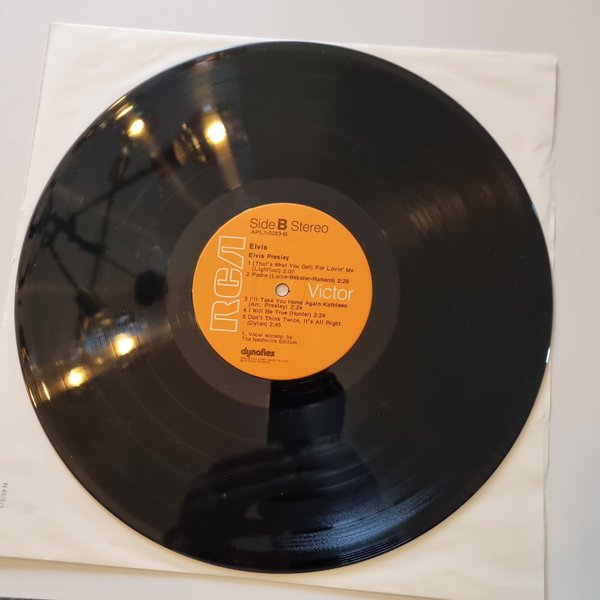 Side B Stereo
APL1-0283-B
Elvis
Elvis Presley
1 (That's What You Get) For Lovin' Me
(Lightfoot) 2:07
2 Padre (Larue-Webster-Romans) 2:29
RCA
Victor
3 I'll Take You Home Again Kathleen
(Arr. Presley) 2:24
4 I Will Be True (Hunter) 2:24
5 Don't Think Twice, It's All Right
(Dylan) 2:45
1. Vocal accomp. by
The Nashville Edition
dynaflex